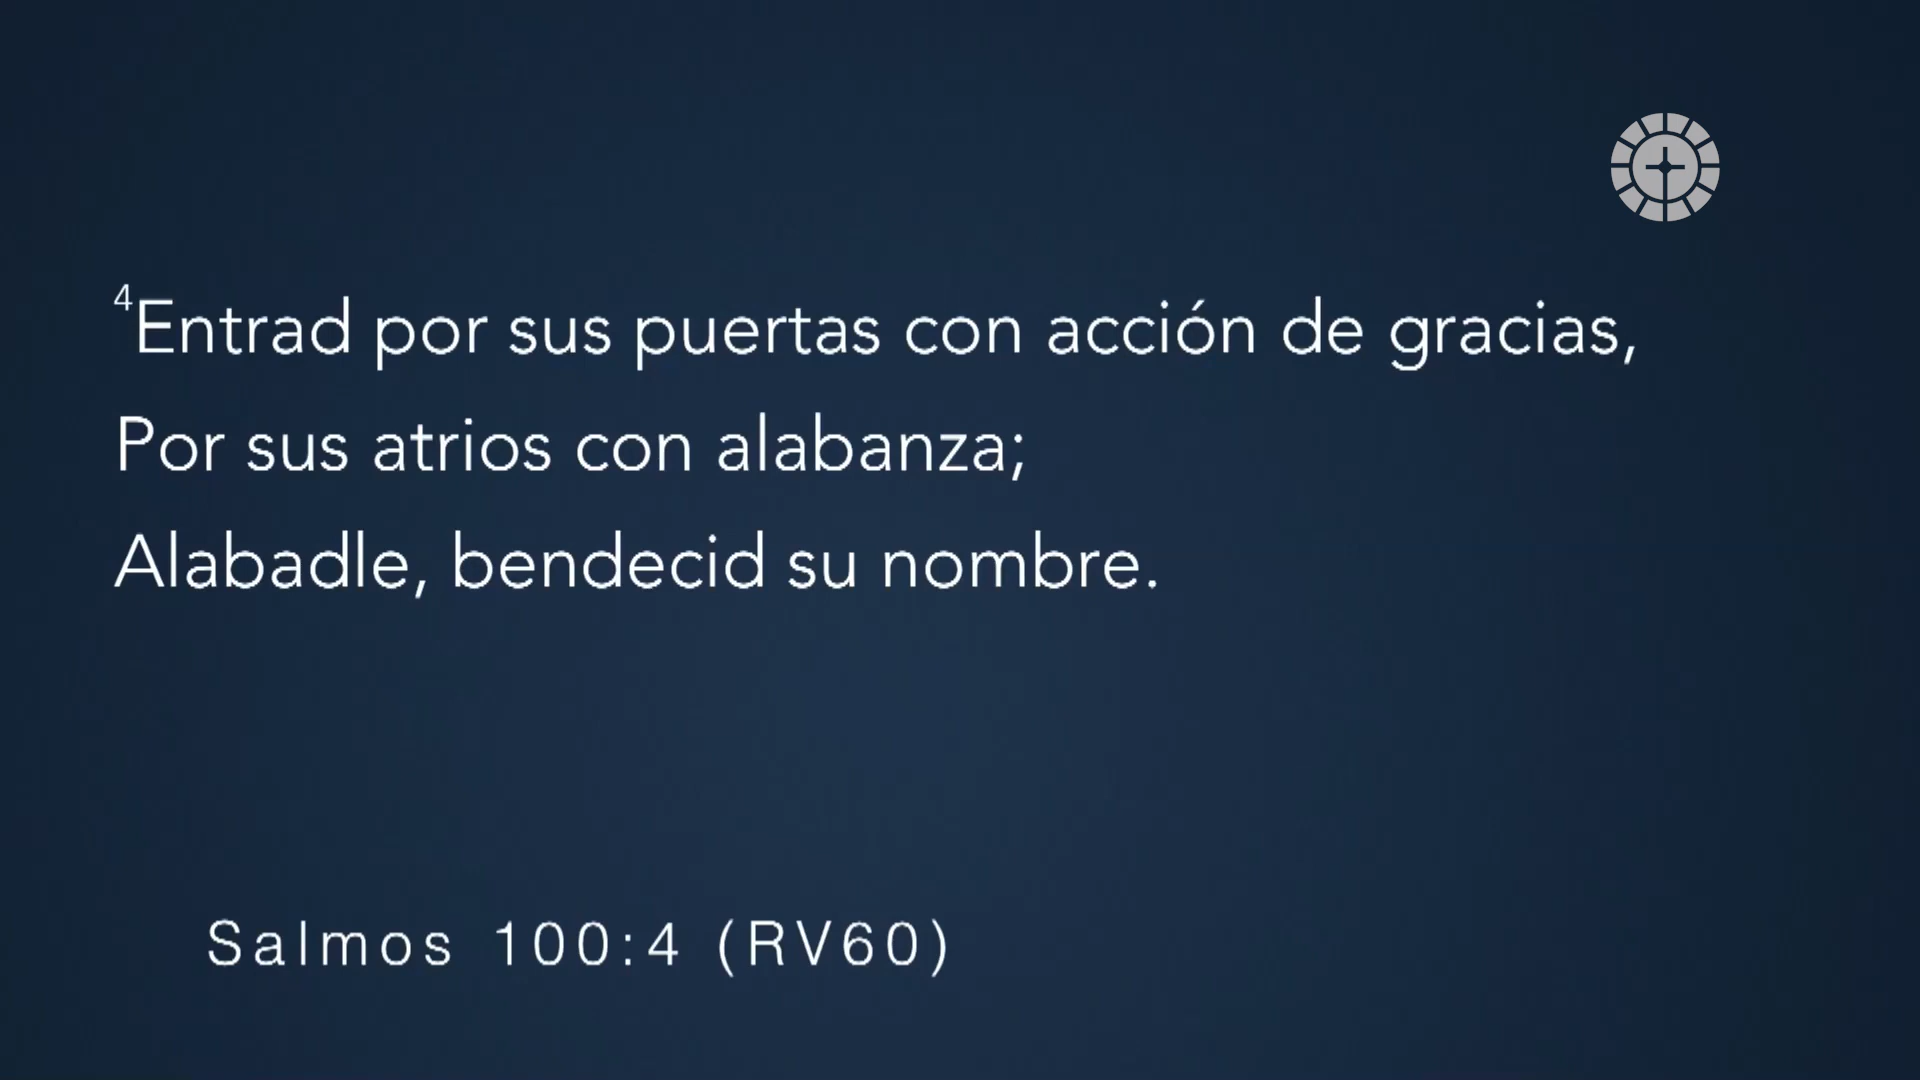 ⁴Entrad por sus puertas con acción de gracias,
Por sus atrios con alabanza;
Alabadle, bendecid su nombre.
Salmos 100:4 (RV60)